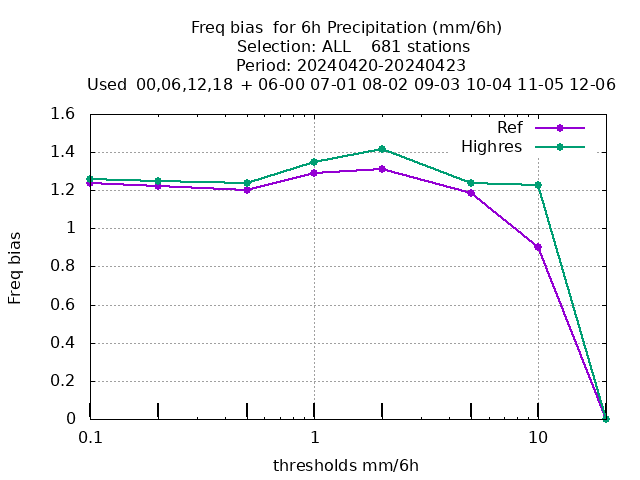 Freq bias  for 6h Precipitation (mm/6h)
Selection: ALL    681 stations
Period: 20240420-20240423
Used  00,06,12,18  + 06-00 07-01 08-02 09-03 10-04 11-05 12-06
1.6
Ref
Highres
1.4
1.2
1
0.8
0.6
0.4
0.2
0
Freq bias
0.1
1
10
thresholds mm/6h